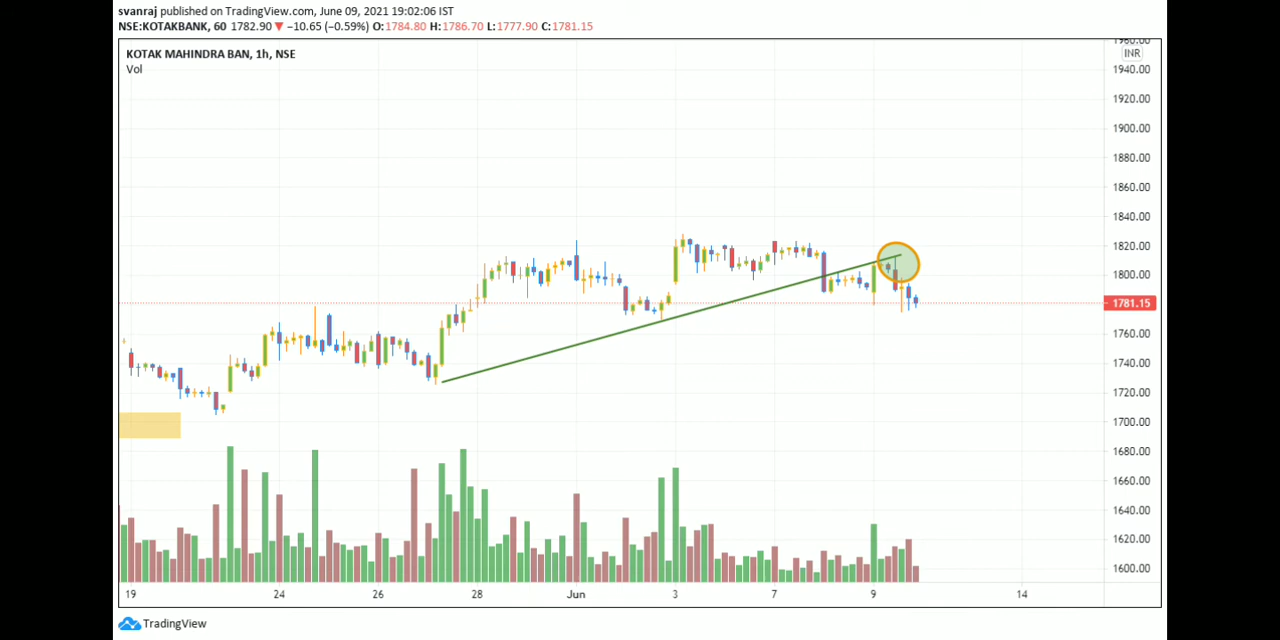 svanraj published on TradingView.com, June 09, 2021 19:02:06 IST
NSE:KOTAKBANK, 60 1782.90 ▼ −10.65 (−0.59%) O:1784.80 H:1786.70 L:1777.90 C:1781.15
KOTAK MAHINDRA BAN, 1h, NSE
Vol
1960.00
INR
1940.00
1920.00
1900.00
1880.00
1860.00
1840.00
1820.00
1800.00
1781.15
1760.00
1740.00
1720.00
1700.00
1680.00
1660.00
1640.00
1620.00
1600.00
19 24 26 28 Jun 3 7 9 14
TradingView